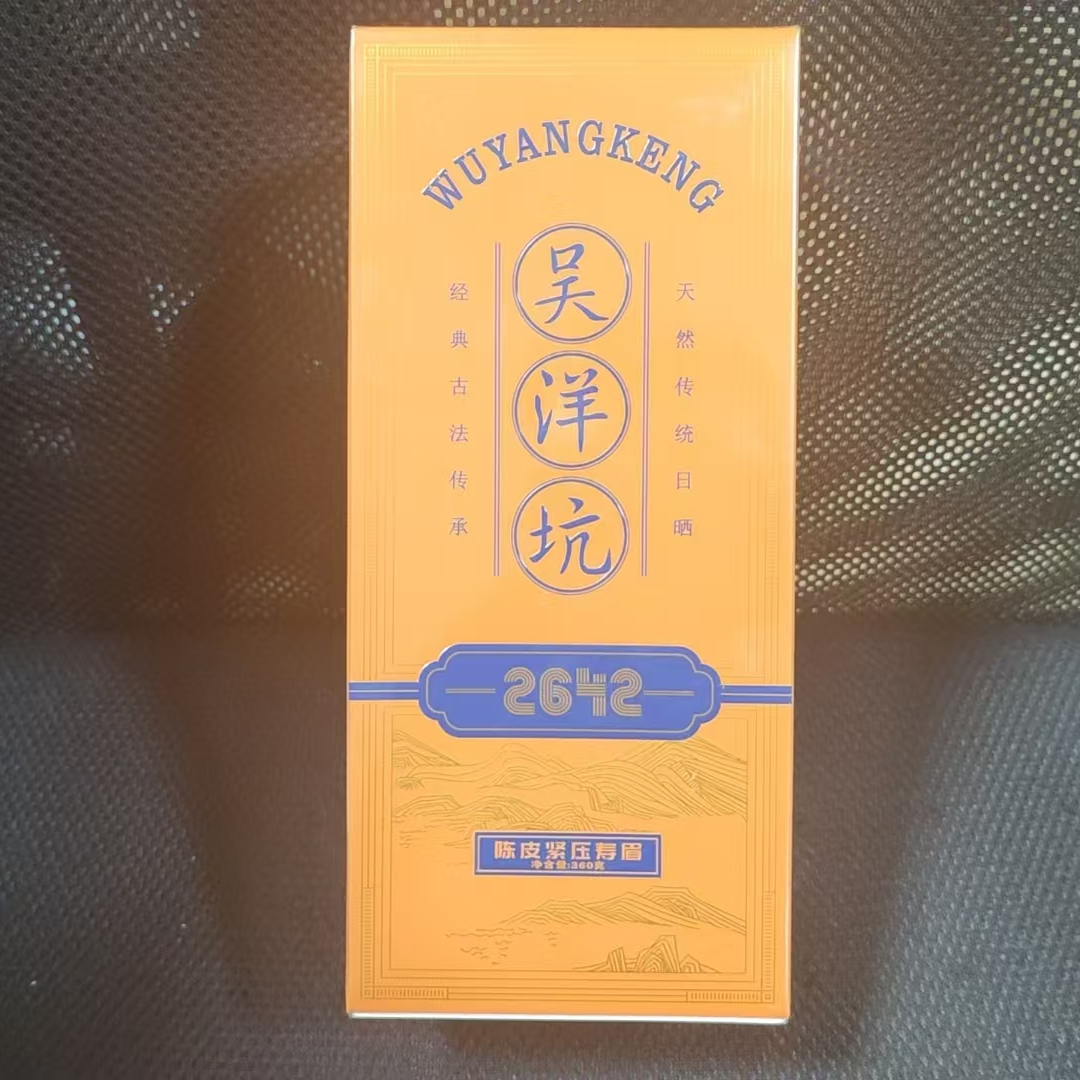 WUYANGKENG
吴洋坑
天然传统日晒
经典古法传承
2642
陈皮紧压寿眉
净含量:360克